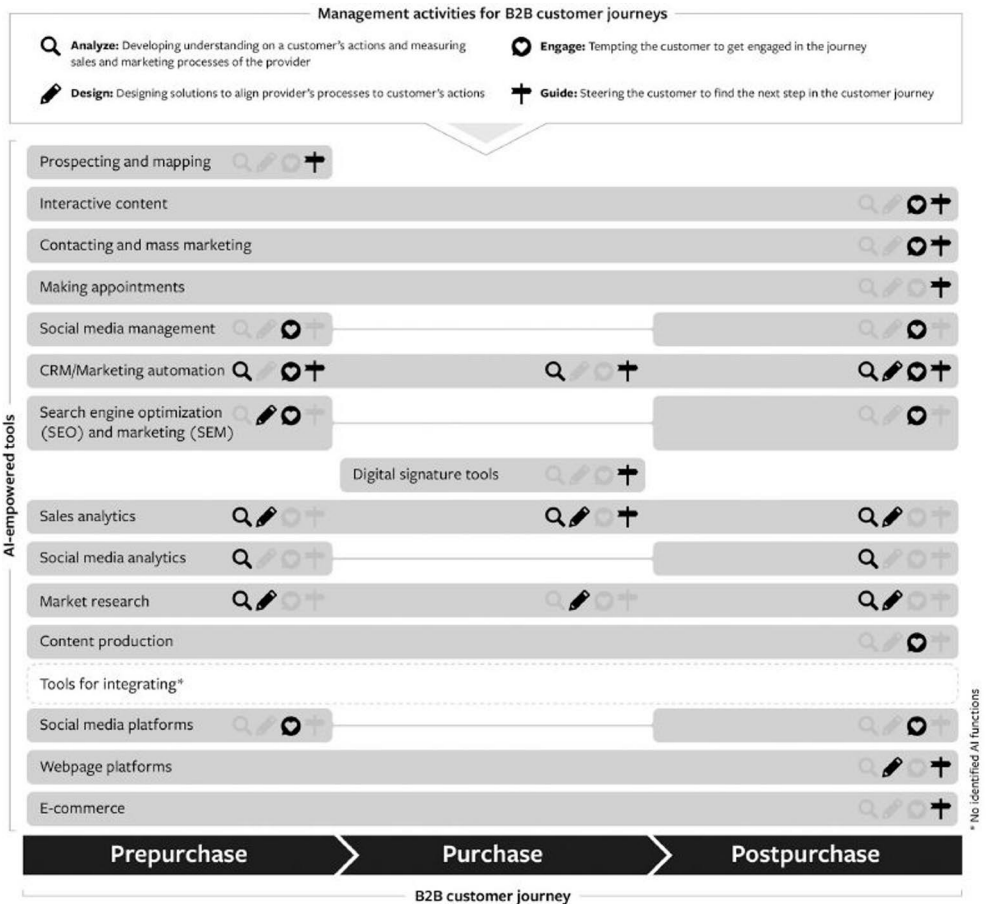 Management activities for B2B customer journeys
Analyze: Developing understanding on a customer's actions and measuring
sales and marketing processes of the provider
Engage: Tempting the customer to get engaged in the journey
Design: Designing solutions to align provider's processes to customer's actions
Guide: Steering the customer to find the next step in the customer journey
AI-empowered tools
Prospecting and mapping
Interactive content
Contacting and mass marketing
Making appointments
Social media management
CRM/Marketing automation
Search engine optimization
(SEO) and marketing (SEM)
Digital signature tools
Sales analytics
Social media analytics
Market research
Content production
Tools for integrating*
Social media platforms
Webpage platforms
E-commerce
* No identified AI functions
Prepurchase
Purchase
Postpurchase
B2B customer journey